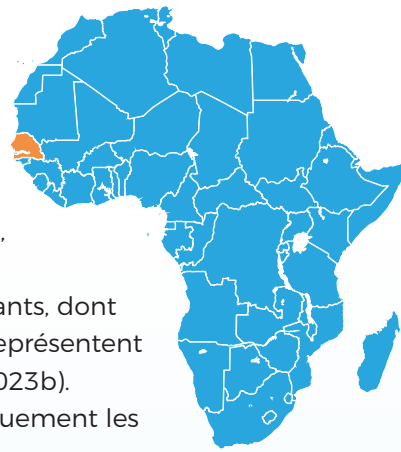 ,
ants, dont
eprésentent
023b).
uement les